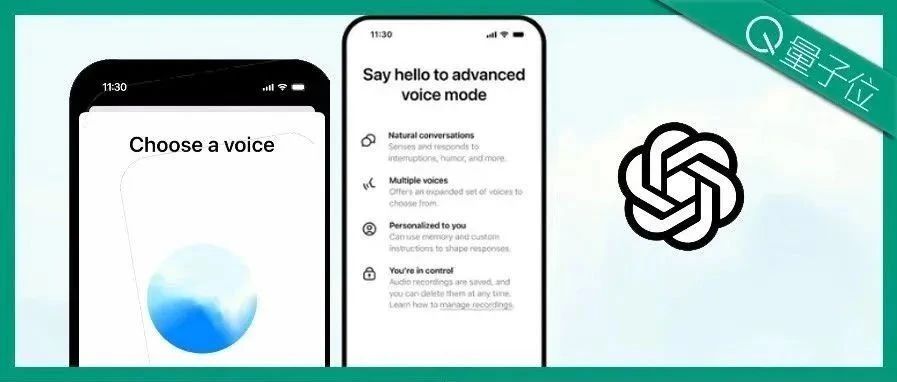 11:30
Choose a voice
11:30
Say hello to advanced
voice mode
Natural conversations
Senses and responds to
interruptions, humor, and more.
Multiple voices
Offers an expanded set of voices to
choose from.
Personalized to you
Can use memory and custom
instructions to shape responses.
You're in control
Audio recordings are saved, and
you can delete them at any time.
Learn how to manage recordings.
量子位